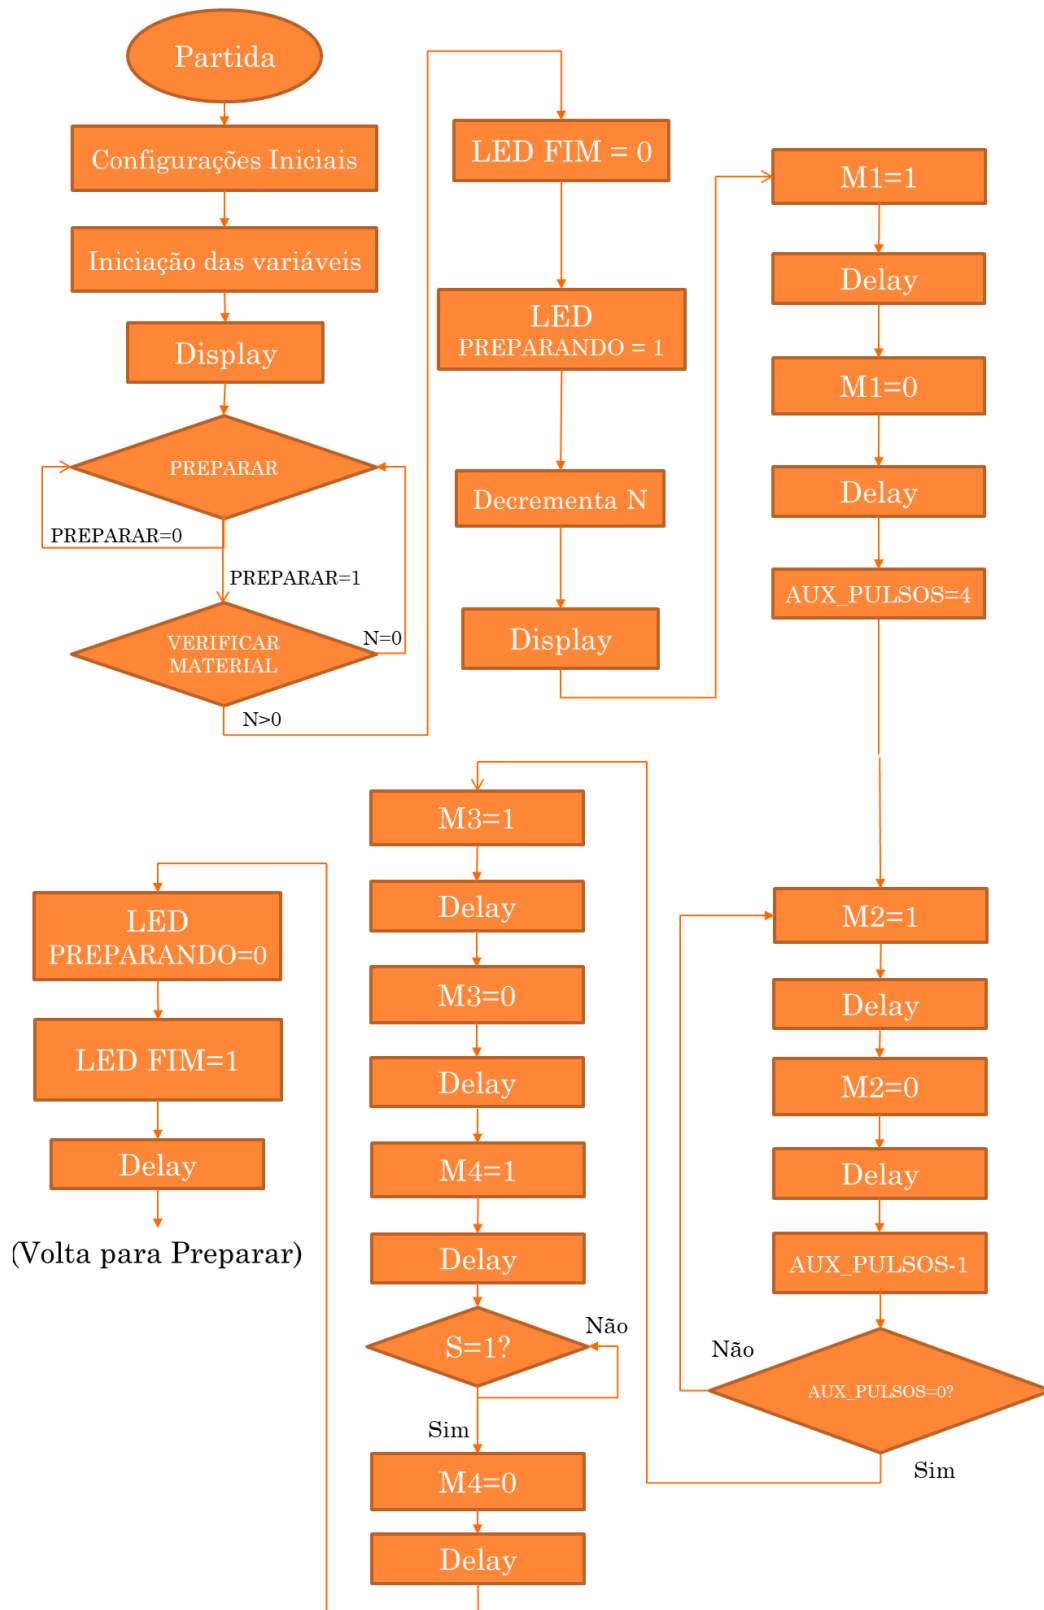 Partida
Configurações Iniciais
Iniciação das variáveis
Display
PREPARAR
PREPARAR=0
PREPARAR=1
VERIFICAR
MATERIAL
N=0
N>0
LED FIM = 0
LED
PREPARANDO = 1
Decrementa N
Display
M1=1
Delay
M1=0
Delay
AUX_PULSOS=4
M2=1
Delay
M2=0
Delay
AUX_PULSOS-1
AUX_PULSOS=0?
Não
Sim
M3=1
Delay
M3=0
Delay
M4=1
Delay
S=1?
Não
Sim
M4=0
Delay
LED
PREPARANDO=0
LED FIM=1
Delay
(Volta para Preparar)